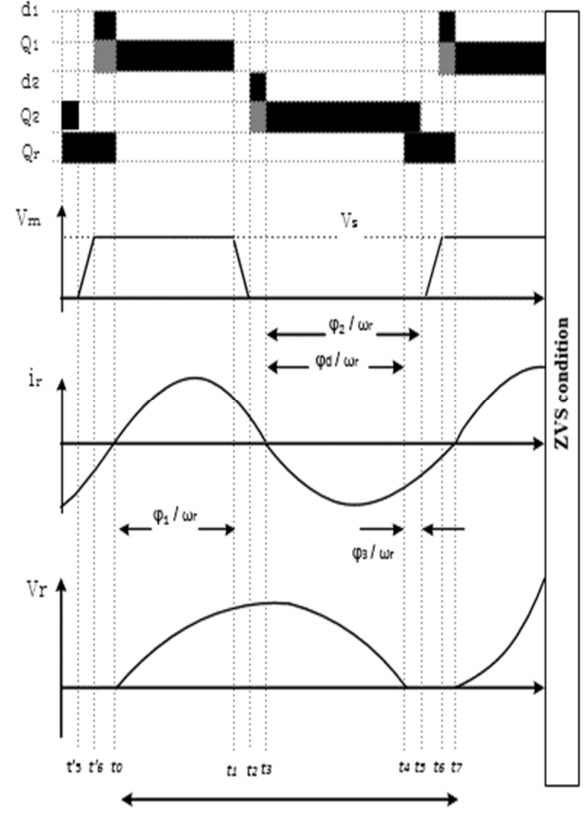 d1
Q1
d2
Q2
Qr
Vm
Vs
φ2 / ωr
φd / ωr
ir
φ1 / ωr
φ3 / ωr
Vr
t'5 t'6 t0 t1 t2 t3 t4 t5 t6 t7
ZVS condition